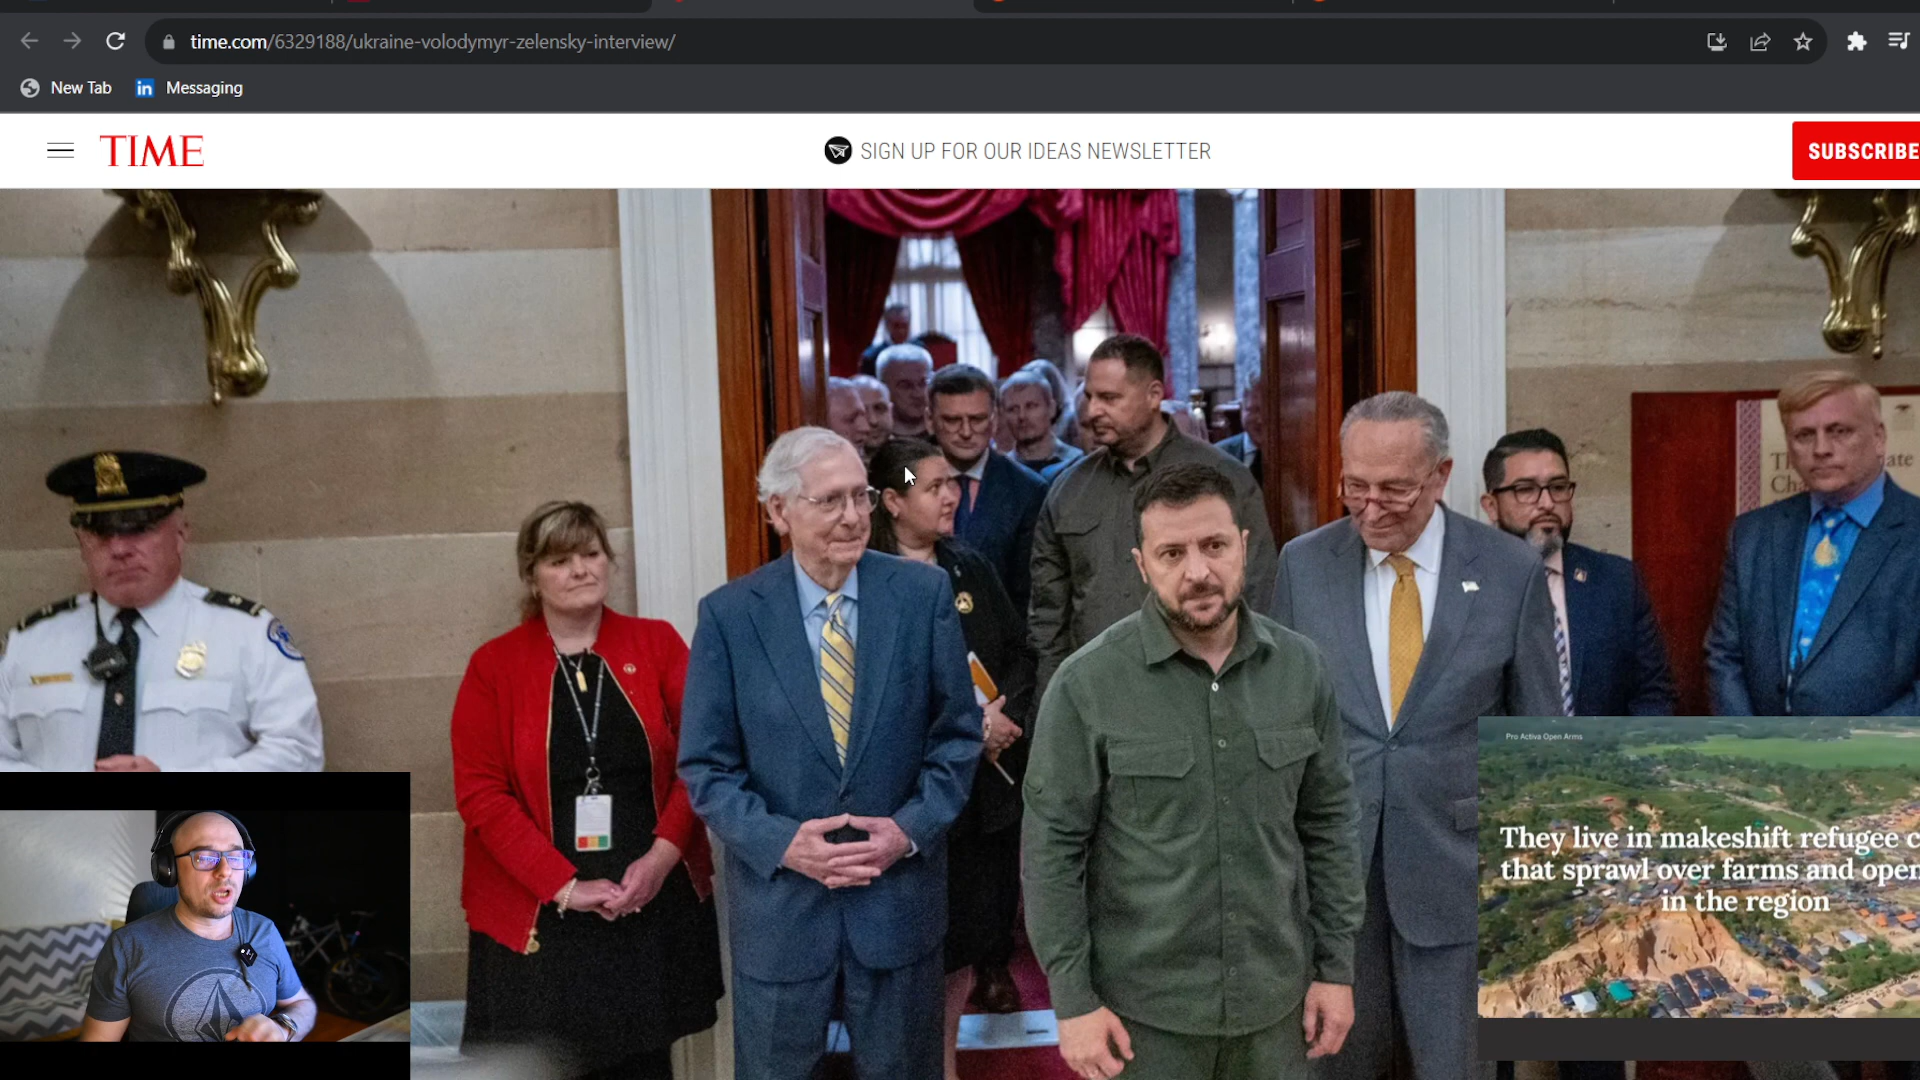 time.com/6329188/ukraine-volodymyr-zelensky-interview/
New Tab
in Messaging
TIME
SIGN UP FOR OUR IDEAS NEWSLETTER
SUBSCRIBE
Pro Activa Open Arms
They live in makeshift refugee
that sprawl over farms and
in the region